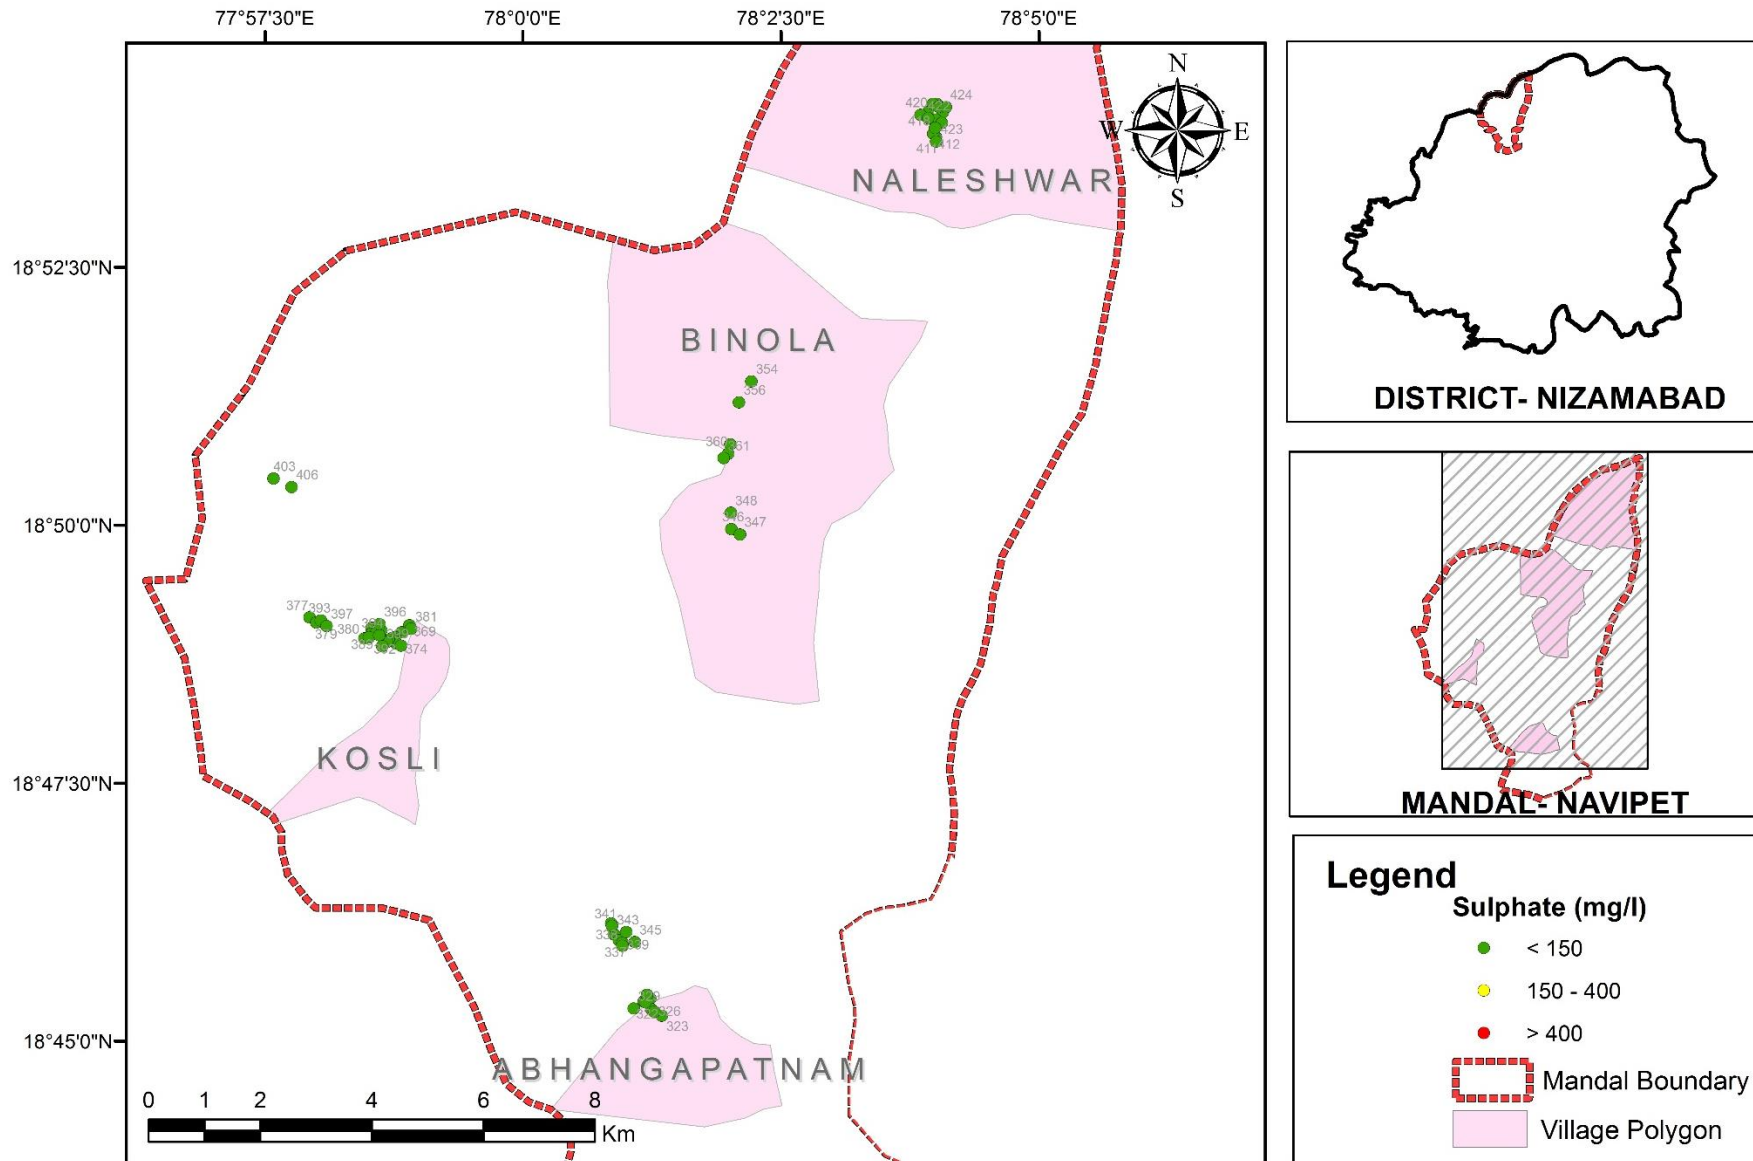 77°57'30"E 78°0'0"E 78°2'30"E 78°5'0"E
N
W E
S
420 424
423
411 412
NALESHWAR
18°52'30"N
BINOLA
354
356
360 361
403
406
348
346 347
18°50'0"N
377 393 397 396 381
379 380 369
374
KOSLI
18°47'30"N
341 343
345
337
323
18°45'0"N
ABHANGAPATNAM
0 1 2 4 6 8
Km
DISTRICT- NIZAMABAD
MANDAL- NAVIPET
Legend
Sulphate (mg/l)
< 150
150 - 400
> 400
Mandal Boundary
Village Polygon